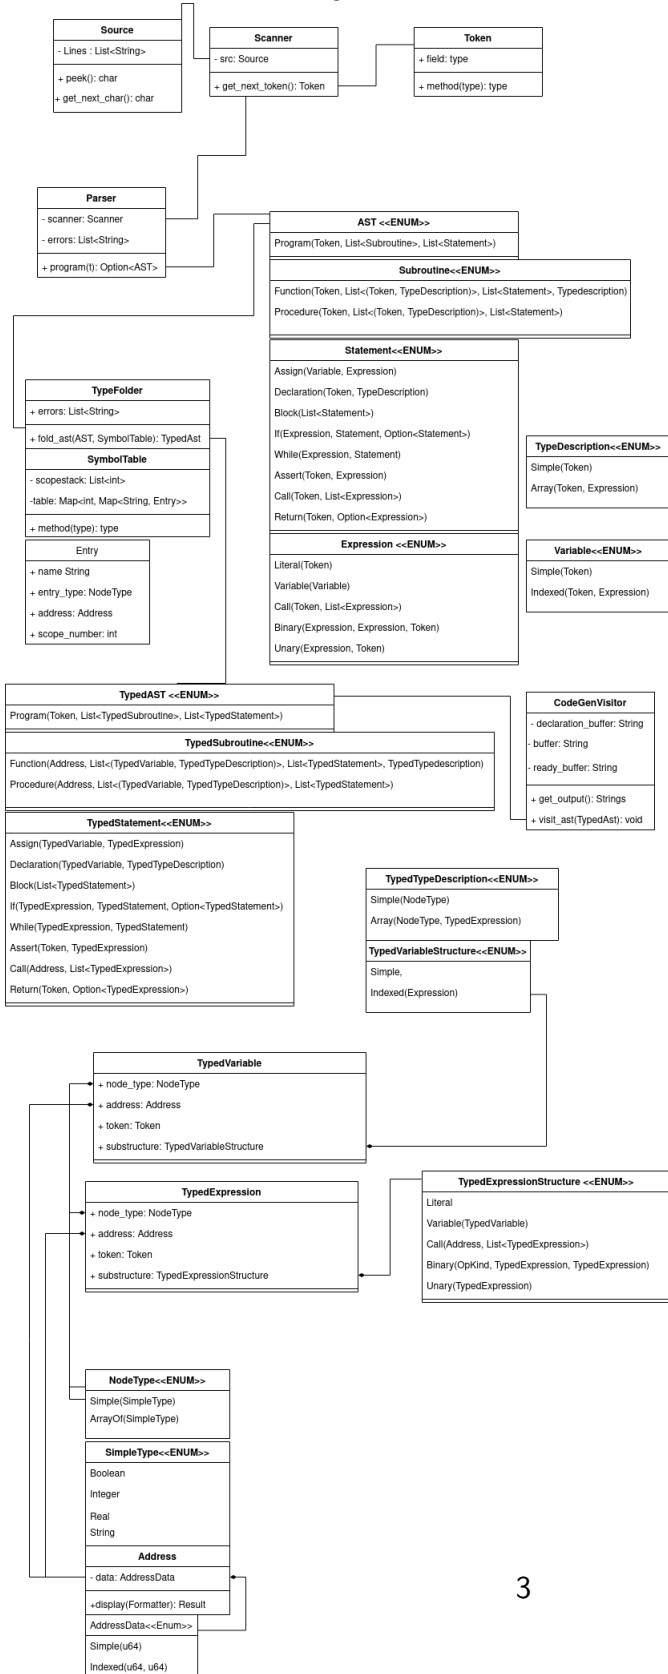 Source
- Lines : List<String>
+ peek(): char
+ get_next_char(): char
Scanner
- src: Source
+ get_next_token(): Token
Token
+ field: type
+ method(type): type
Parser
- scanner: Scanner
- errors: List<String>
+ program(t): Option<AST>
AST <<ENUM>>
Program(Token, List<Subroutine>, List<Statement>)
Subroutine<<ENUM>>
Function(Token, List<(Token, TypeDescription)>, List<Statement>, Typedescription)
Procedure(Token, List<(Token, TypeDescription)>, List<Statement>)
Statement<<ENUM>>
Assign(Variable, Expression)
Declaration(Token, TypeDescription)
Block(List<Statement>)
If(Expression, Statement, Option<Statement>)
While(Expression, Statement)
Assert(Token, Expression)
Call(Token, List<Expression>)
Return(Token, Option<Expression>)
Expression <<ENUM>>
Literal(Token)
Variable(Variable)
Call(Token, List<Expression>)
Binary(Expression, Expression, Token)
Unary(Expression, Token)
TypeDescription<<ENUM>>
Simple(Token)
Array(Token, Expression)
Variable<<ENUM>>
Simple(Token)
Indexed(Token, Expression)
TypeFolder
+ errors: List<String>
+ fold_ast(AST, SymbolTable): TypedAst
SymbolTable
- scopestack: List<int>
-table: Map<int, Map<String, Entry>>
+ method(type): type
Entry
+ name String
+ entry_type: NodeType
+ address: Address
+ scope_number: int
TypedAST <<ENUM>>
Program(Token, List<TypedSubroutine>, List<TypedStatement>)
TypedSubroutine<<ENUM>>
Function(Address, List<(TypedVariable, TypedTypeDescription)>, List<TypedStatement>, TypedTypedescription)
Procedure(Address, List<(TypedVariable, TypedTypeDescription)>, List<TypedStatement>)
TypedStatement<<ENUM>>
Assign(TypedVariable, TypedExpression)
Declaration(TypedVariable, TypedTypeDescription)
Block(List<TypedStatement>)
If(TypedExpression, TypedStatement, Option<TypedStatement>)
While(TypedExpression, TypedStatement)
Assert(Token, TypedExpression)
Call(Address, List<TypedExpression>)
Return(Token, Option<TypedExpression>)
CodeGenVisitor
- declaration_buffer: String
- buffer: String
- ready_buffer: String
+ get_output(): Strings
+ visit_ast(TypedAst): void
TypedTypeDescription<<ENUM>>
Simple(NodeType)
Array(NodeType, TypedExpression)
TypedVariableStructure<<ENUM>>
Simple,
Indexed(Expression)
TypedVariable
+ node_type: NodeType
+ address: Address
+ token: Token
+ substructure: TypedVariableStructure
TypedExpression
+ node_type: NodeType
+ address: Address
+ token: Token
+ substructure: TypedExpressionStructure
TypedExpressionStructure <<ENUM>>
Literal
Variable(TypedVariable)
Call(Address, List<TypedExpression>)
Binary(OpKind, TypedExpression, TypedExpression)
Unary(TypedExpression)
NodeType<<ENUM>>
Simple(SimpleType)
ArrayOf(SimpleType)
SimpleType<<ENUM>>
Boolean
Integer
Real
String
Address
- data: AddressData
+display(Formatter): Result
AddressData<<Enum>>
Simple(u64)
Indexed(u64, u64)
3